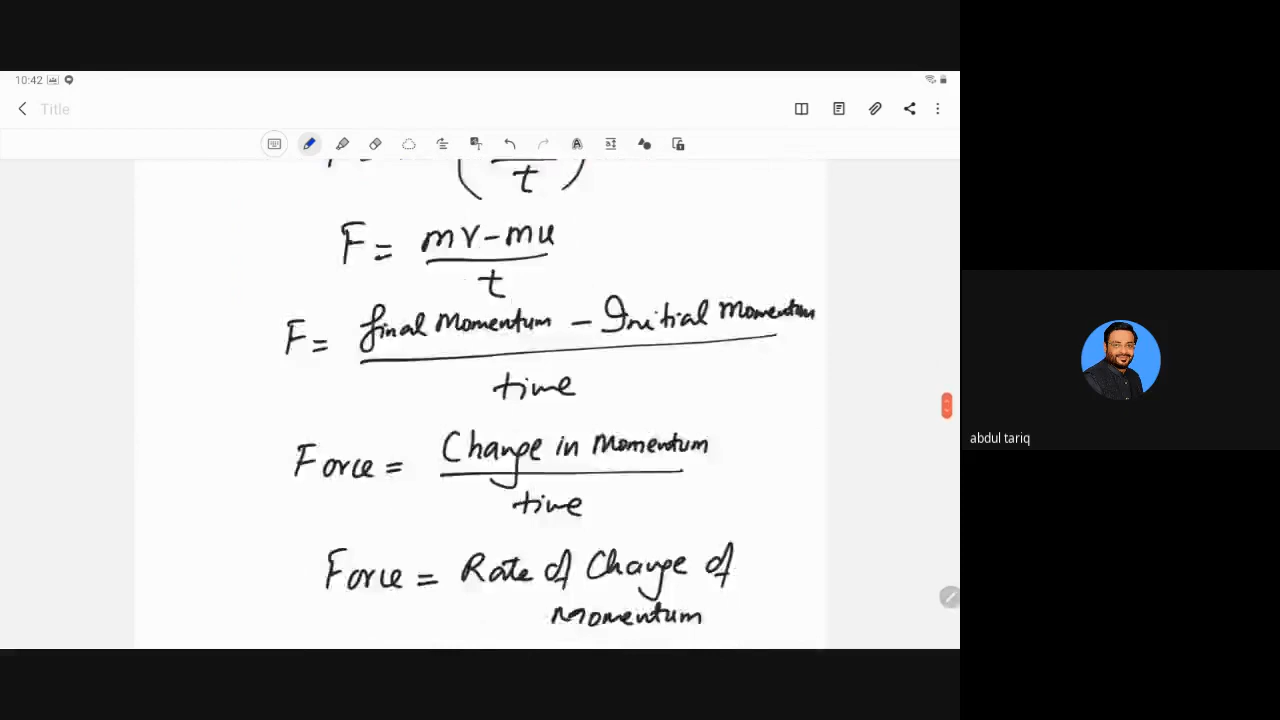 10:42
Title
t
F = mv - mu
t
F = final Momentum - Initial Momentum
time
Force = Change in Momentum
time
Force = Rate of Change of
Momentum
abdul tariq